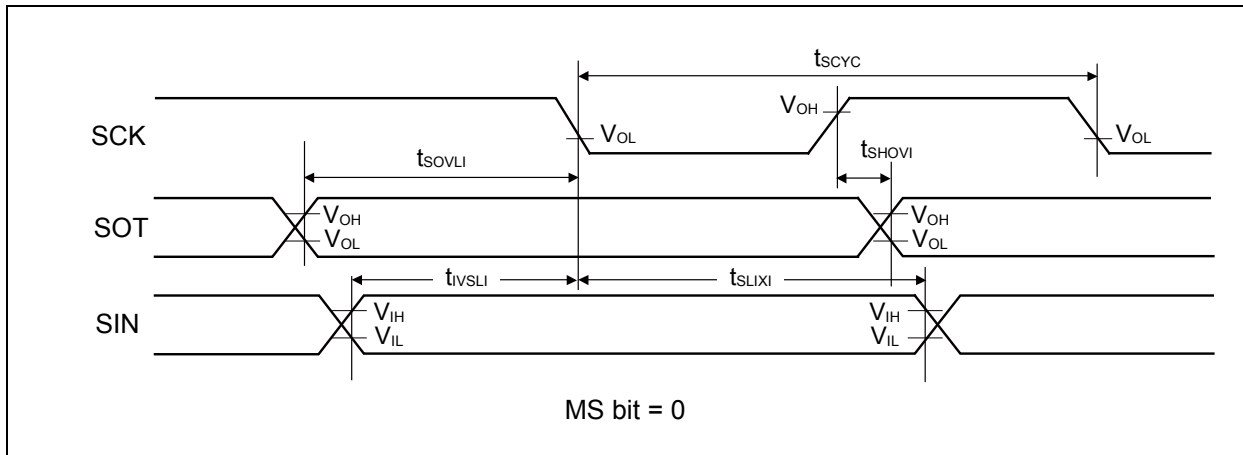 tSCYC
SCK
VOH
VOL
VOL
tSOVLI
tSHOVI
SOT
VOH
VOL
VOH
VOL
tIVSLI
tSLIXI
SIN
VIH
VIL
VIH
VIL
MS bit = 0